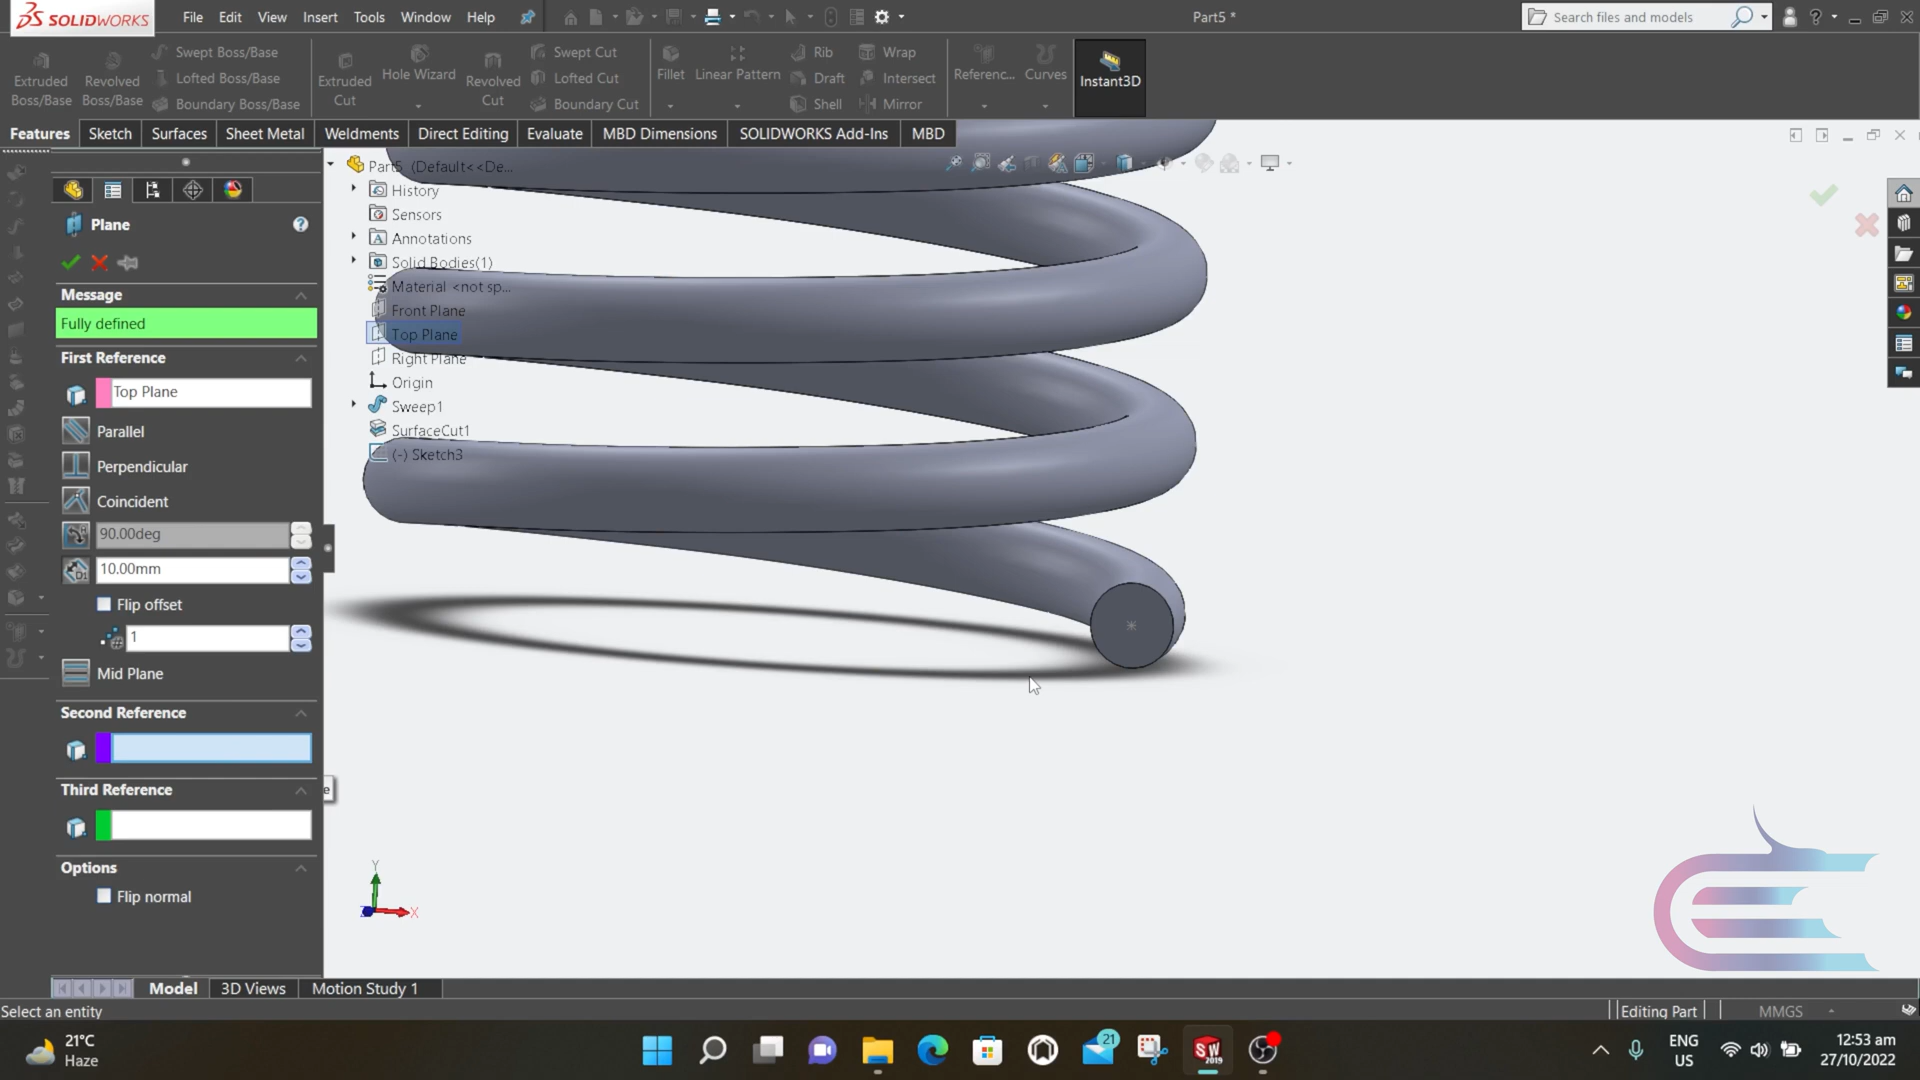 SOLIDWORKS File Edit View Insert Tools Window Help Part5 * Search files and models
Extruded Boss/Base
Revolved Boss/Base
Swept Boss/Base
Lofted Boss/Base
Boundary Boss/Base
Extruded Cut
Hole Wizard
Revolved Cut
Swept Cut
Lofted Cut
Boundary Cut
Fillet
Linear Pattern
Rib
Draft
Shell
Wrap
Intersect
Mirror
Referenc...
Curves
Instant3D
Features Sketch Surfaces Sheet Metal Weldments Direct Editing Evaluate MBD Dimensions SOLIDWORKS Add-Ins MBD
Plane
Message
Fully defined
First Reference
Top Plane
Parallel
Perpendicular
Coincident
90.00deg
10.00mm
Flip offset
1
Mid Plane
Second Reference
Third Reference
Options
Flip normal
Part5 (Default<<De...
History
Sensors
Annotations
Solid Bodies(1)
Material <not sp...
Front Plane
Top Plane
Right Plane
Origin
Sweep1
SurfaceCut1
(-) Sketch3
Y
X
Model 3D Views Motion Study 1
Select an entity Editing Part MMGS
21°C
Haze
21
SW
2019
ENG
US
12:53 am
27/10/2022